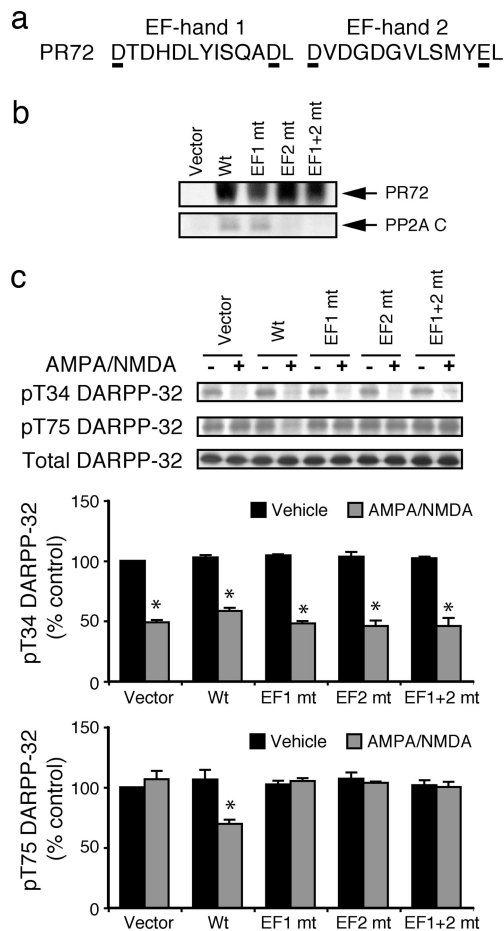 a
EF-hand 1 EF-hand 2
PR72 DTDHDLYISQADL DVDGDGVLSMYEL
b
Vector Wt EF1 mt EF2 mt EF1+2 mt
PR72
PP2A C
c
Vector Wt EF1 mt EF2 mt EF1+2 mt
AMPA/NMDA - + - + - + - + - +
pT34 DARPP-32
pT75 DARPP-32
Total DARPP-32
pT34 DARPP-32
(% control)
150
Vehicle AMPA/NMDA
100
* * * * *
50
0
Vector Wt EF1 mt EF2 mt EF1+2 mt
pT75 DARPP-32
(% control)
150
Vehicle AMPA/NMDA
100
*
50
0
Vector Wt EF1 mt EF2 mt EF1+2 mt